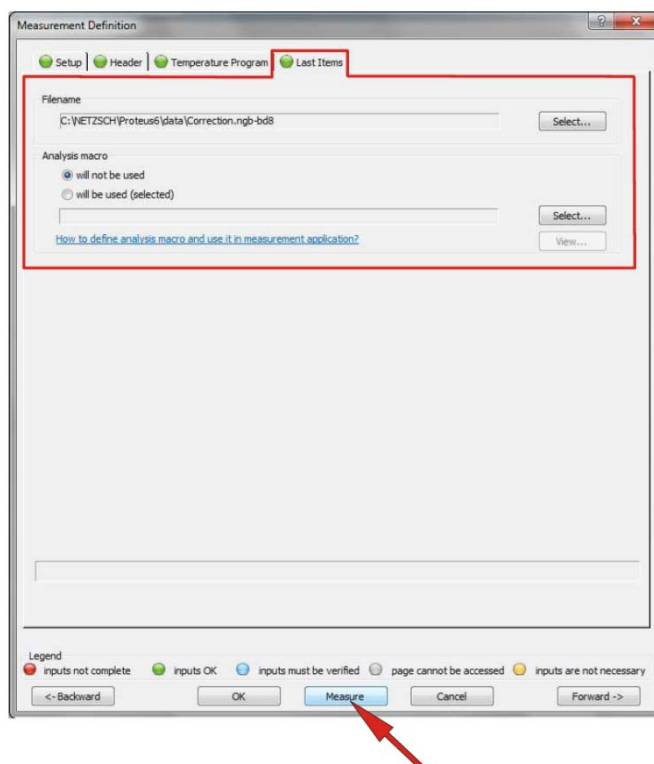 Measurement Definition
Setup Header Temperature Program Last Items
Filename
C:\NETZSCH\Proteus6\data\Correction.ngb-bd8 Select...
Analysis macro
will not be used
will be used (selected)
Select...
How to define analysis macro and use it in measurement application? View...
Legend
inputs not complete inputs OK inputs must be verified page cannot be accessed inputs are not necessary
<- Backward OK Measure Cancel Forward ->